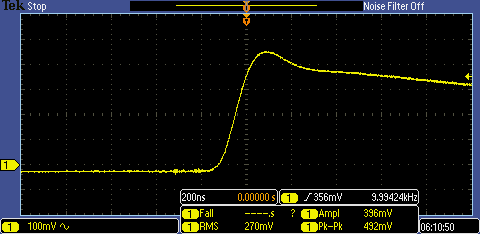 Tek Stop Noise Filter Off
T
1
200ns 0.00000 s 1 356mV 9.99424kHz
1 Fall -----.s ? 1 Ampl 396mV
1 RMS 270mV 1 Pk-Pk 492mV
1 100mV 06:10:50